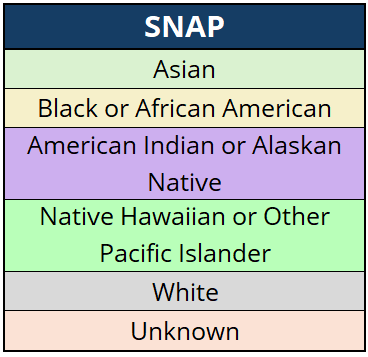 SNAP
Asian
Black or African American
American Indian or Alaskan
Native
Native Hawaiian or Other
Pacific Islander
White
Unknown